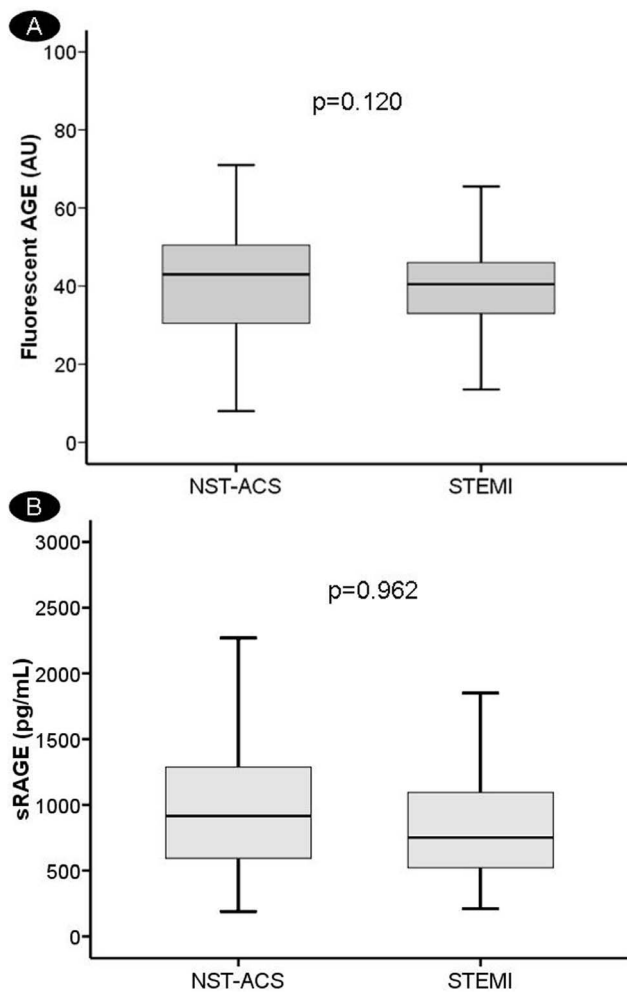 A
Fluorescent AGE (AU)
100
80
60
40
20
0
p=0.120
NST-ACS STEMI
B
sRAGE (pg/mL)
3000
2500
2000
1500
1000
500
0
p=0.962
NST-ACS STEMI